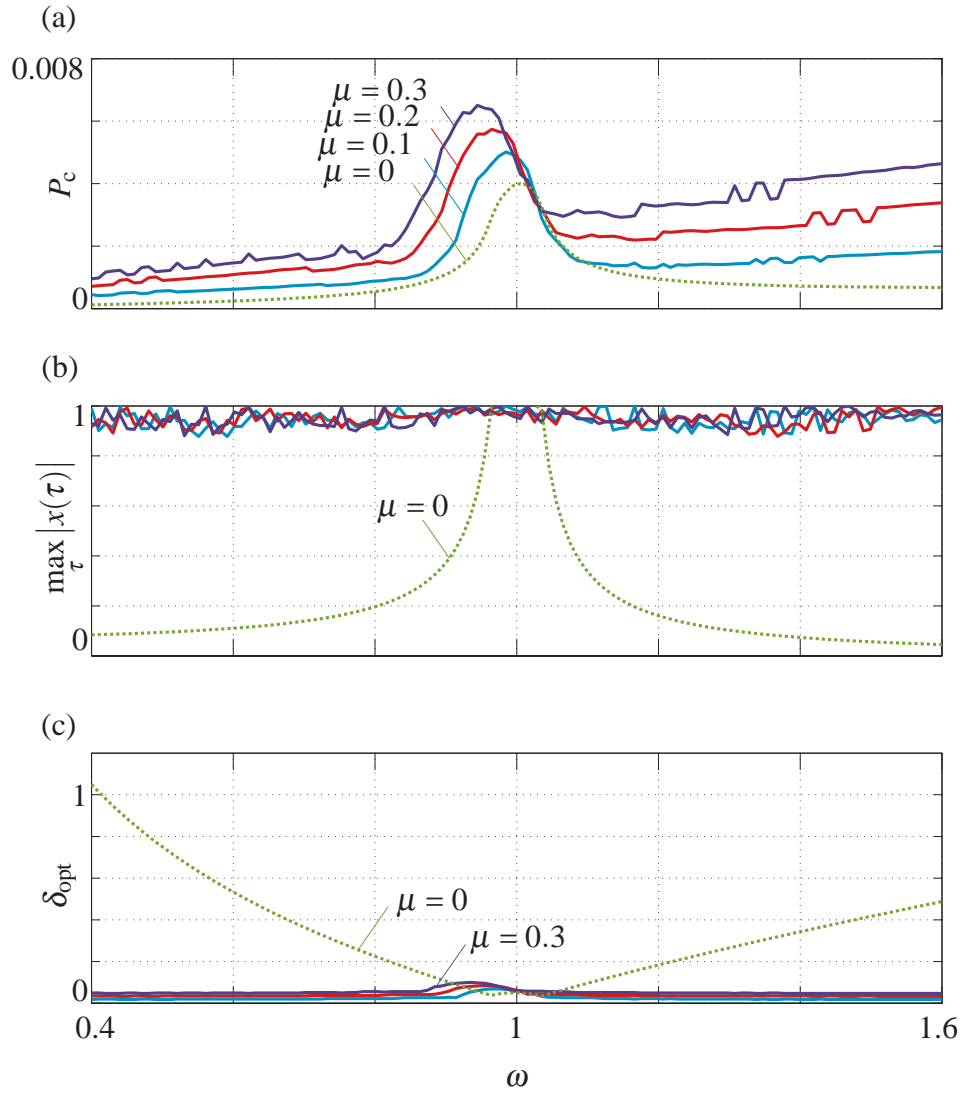 (a)
0.008
μ = 0.3
μ = 0.2
μ = 0.1
μ = 0
P_c
0
(b)
1
μ = 0
max_τ |x(τ)|
0
(c)
1
δ_opt
μ = 0
μ = 0.3
0
0.4
1
1.6
ω